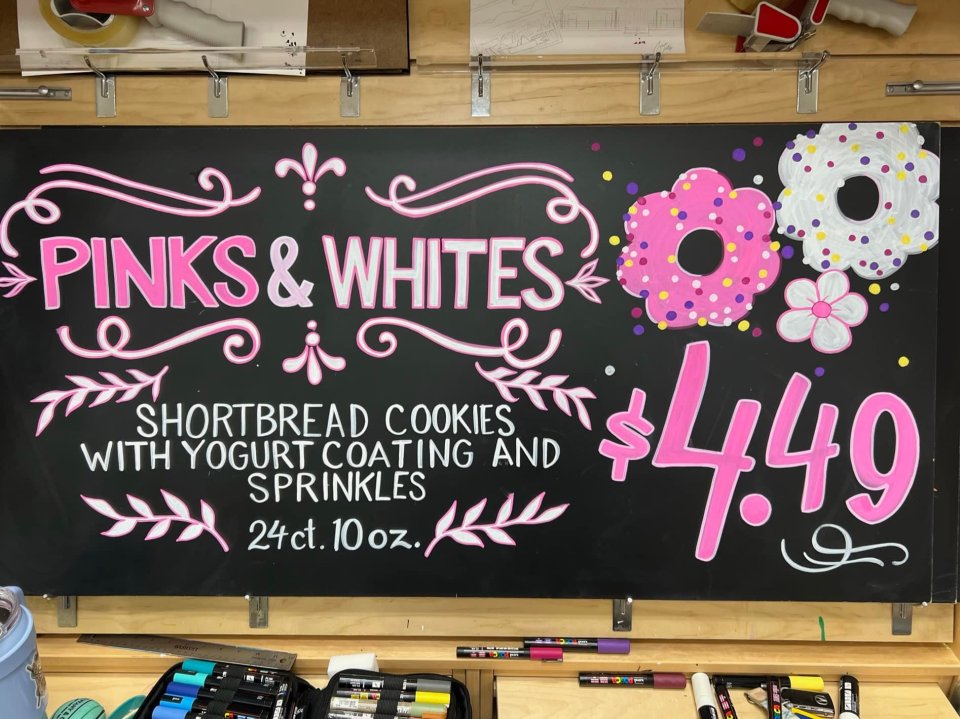 PINKS & WHITES
SHORTBREAD COOKIES
WITH YOGURT COATING AND
SPRINKLES
24ct. 10oz.
$4.49